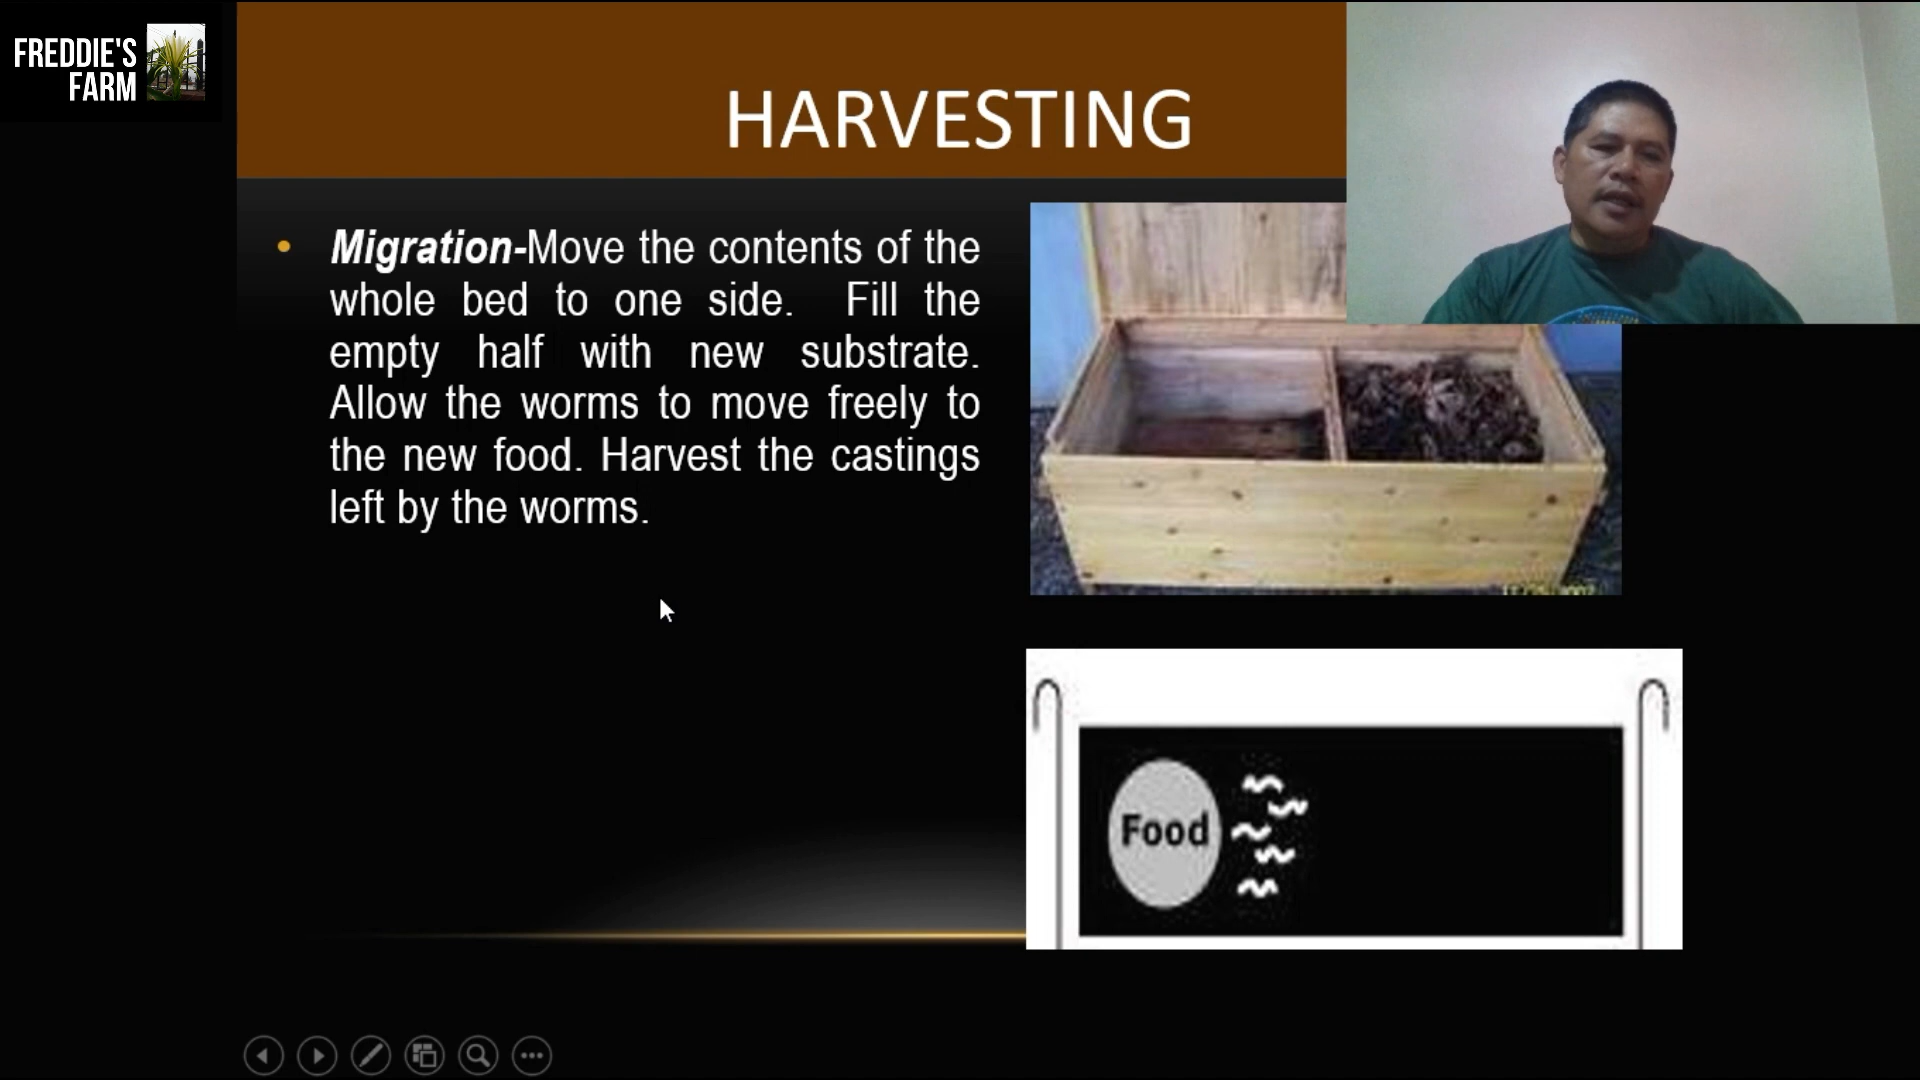 FREDDIE'S
FARM
HARVESTING
• Migration-Move the contents of the
whole bed to one side. Fill the
empty half with new substrate.
Allow the worms to move freely to
the new food. Harvest the castings
left by the worms.
Food